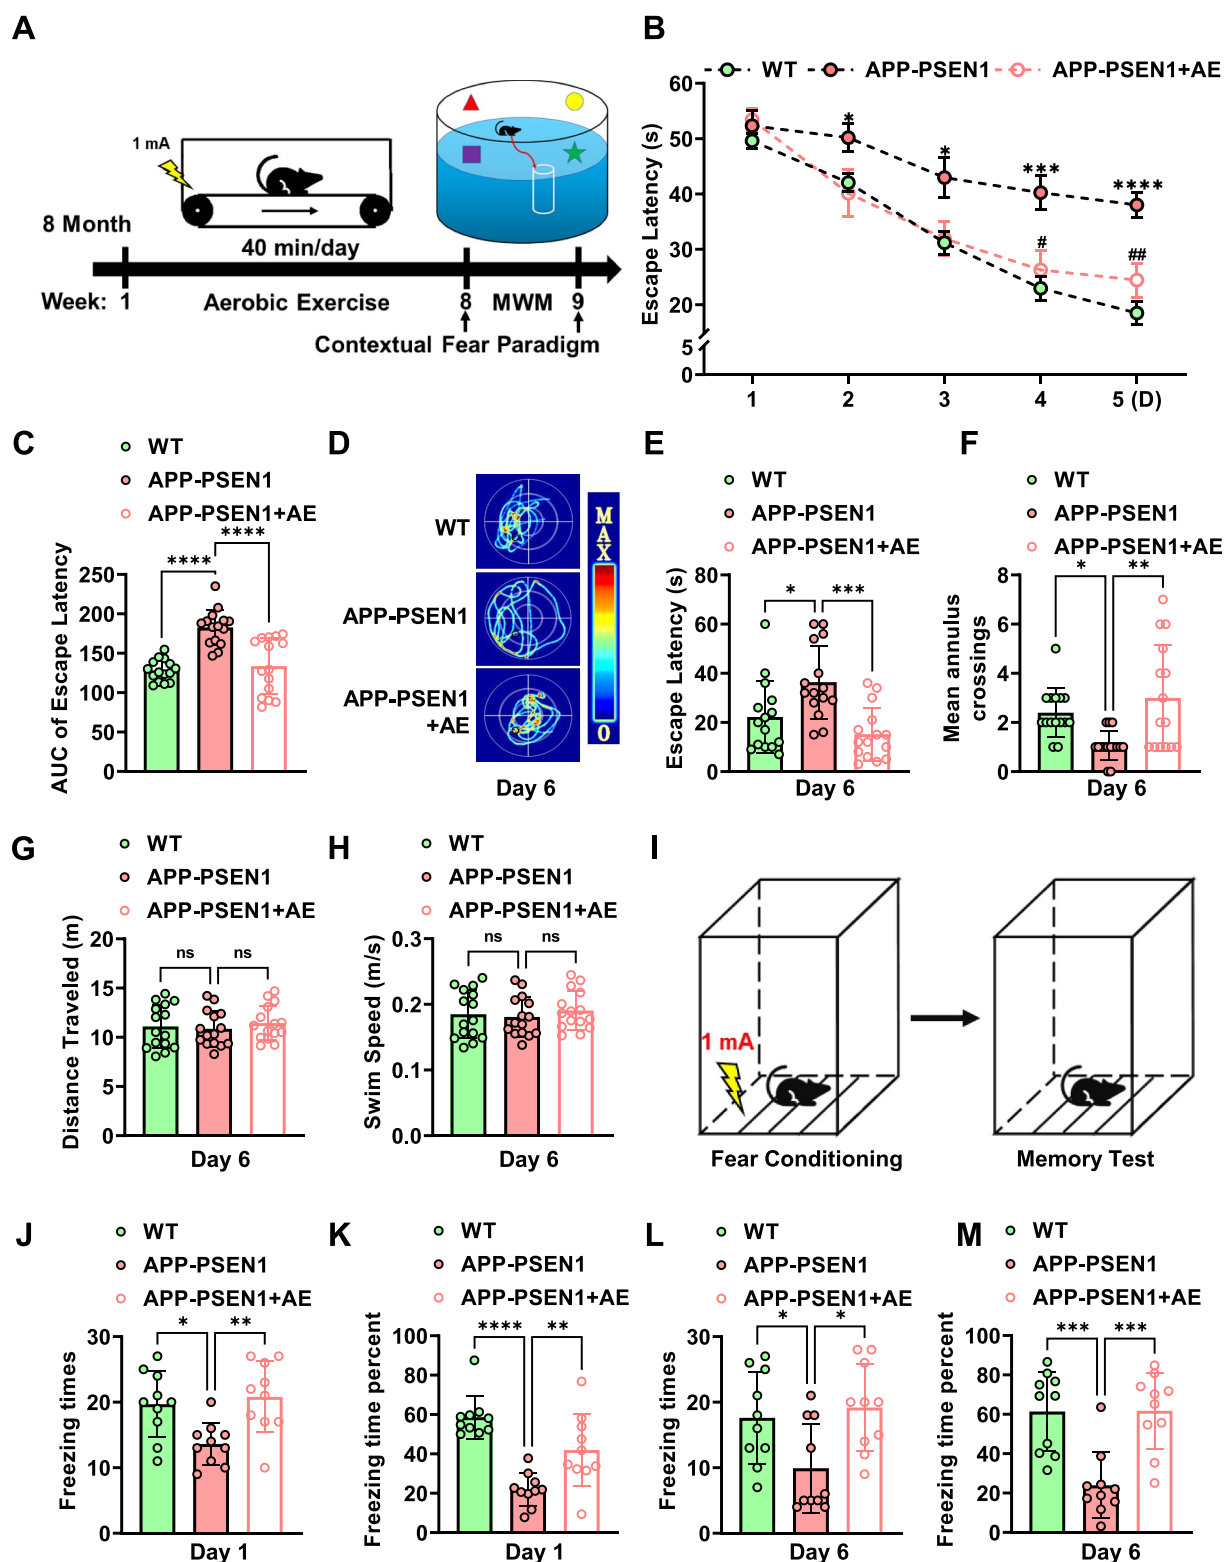 A
1 mA
8 Month
40 min/day
Week: 1 Aerobic Exercise 8 MWM 9
Contextual Fear Paradigm
B
WT APP-PSEN1 APP-PSEN1+AE
Escape Latency (s)
60
50
40
30
20
5
0
* * *** ****
# ##
1 2 3 4 5 (D)
C
WT
APP-PSEN1
APP-PSEN1+AE
**** ****
AUC of Escape Latency
250
200
150
100
50
0
D
WT
APP-PSEN1
APP-PSEN1
+AE
MAX
0
Day 6
E
WT
APP-PSEN1
APP-PSEN1+AE
* ***
Escape Latency (s)
80
60
40
20
0
Day 6
F
WT
APP-PSEN1
APP-PSEN1+AE
* **
Mean annulus
crossings
8
6
4
2
0
Day 6
G
WT
APP-PSEN1
APP-PSEN1+AE
ns ns
Distance Traveled (m)
20
15
10
5
0
Day 6
H
WT
APP-PSEN1
APP-PSEN1+AE
ns ns
Swim Speed (m/s)
0.3
0.2
0.1
0.0
Day 6
I
1 mA
Fear Conditioning
Memory Test
J
WT
APP-PSEN1
APP-PSEN1+AE
* **
Freezing times
30
20
10
0
Day 1
K
WT
APP-PSEN1
APP-PSEN1+AE
**** **
Freezing time percent
100
80
60
40
20
0
Day 1
L
WT
APP-PSEN1
APP-PSEN1+AE
* *
Freezing times
30
20
10
0
Day 6
M
WT
APP-PSEN1
APP-PSEN1+AE
*** ***
Freezing time percent
100
80
60
40
20
0
Day 6